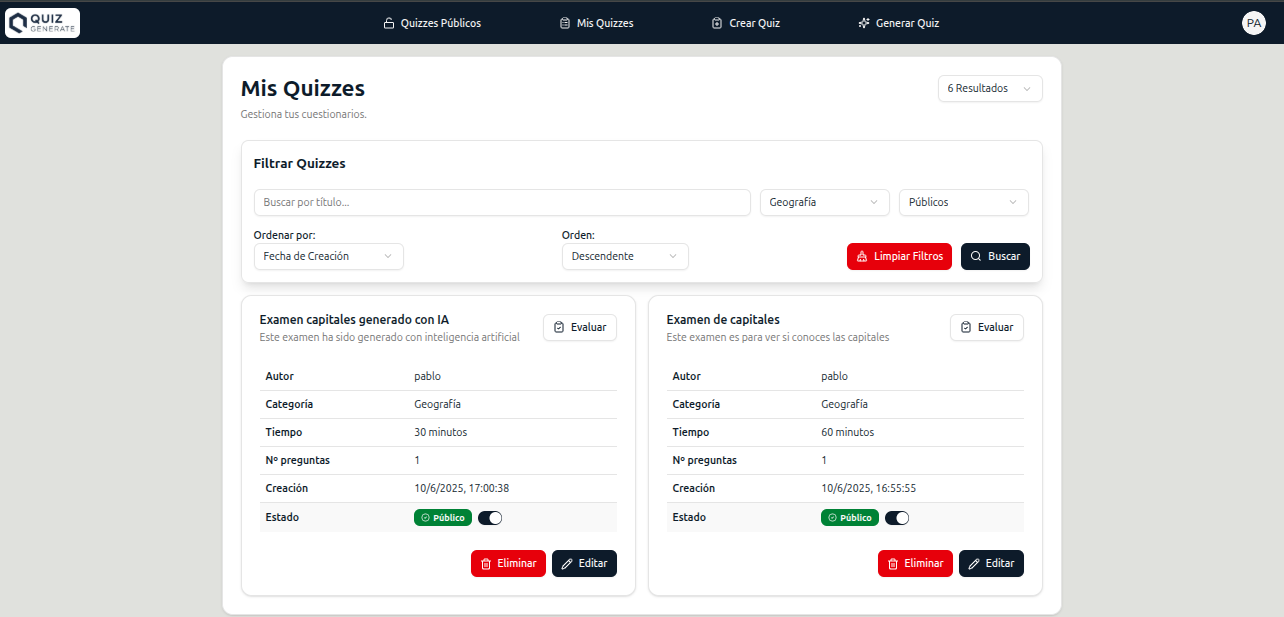 QUIZ
GENERATE
Quizzes Públicos
Mis Quizzes
Crear Quiz
Generar Quiz
PA
Mis Quizzes
6 Resultados
Gestiona tus cuestionarios.
Filtrar Quizzes
Buscar por título...
Geografía
Públicos
Ordenar por:
Orden:
Fecha de Creación
Descendente
Limpiar Filtros
Buscar
Examen capitales generado con IA
Este examen ha sido generado con inteligencia artificial
Evaluar
Autor pablo
Categoría Geografía
Tiempo 30 minutos
Nº preguntas 1
Creación 10/6/2025, 17:00:38
Estado Público
Eliminar
Editar
Examen de capitales
Este examen es para ver si conoces las capitales
Evaluar
Autor pablo
Categoría Geografía
Tiempo 60 minutos
Nº preguntas 1
Creación 10/6/2025, 16:55:55
Estado Público
Eliminar
Editar